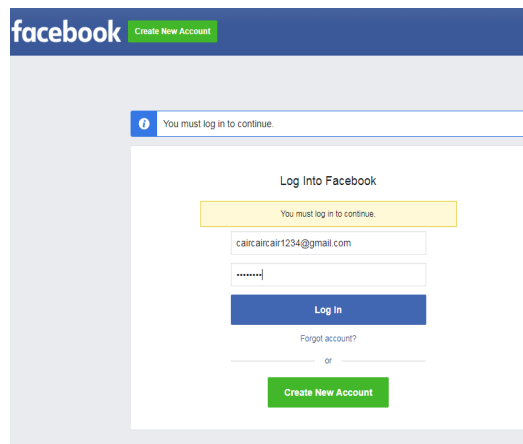 facebook Create New Account
You must log in to continue.
Log Into Facebook
You must log in to continue.
caircaircair1234@gmail.com
••••••••
Log In
Forgot account?
or
Create New Account